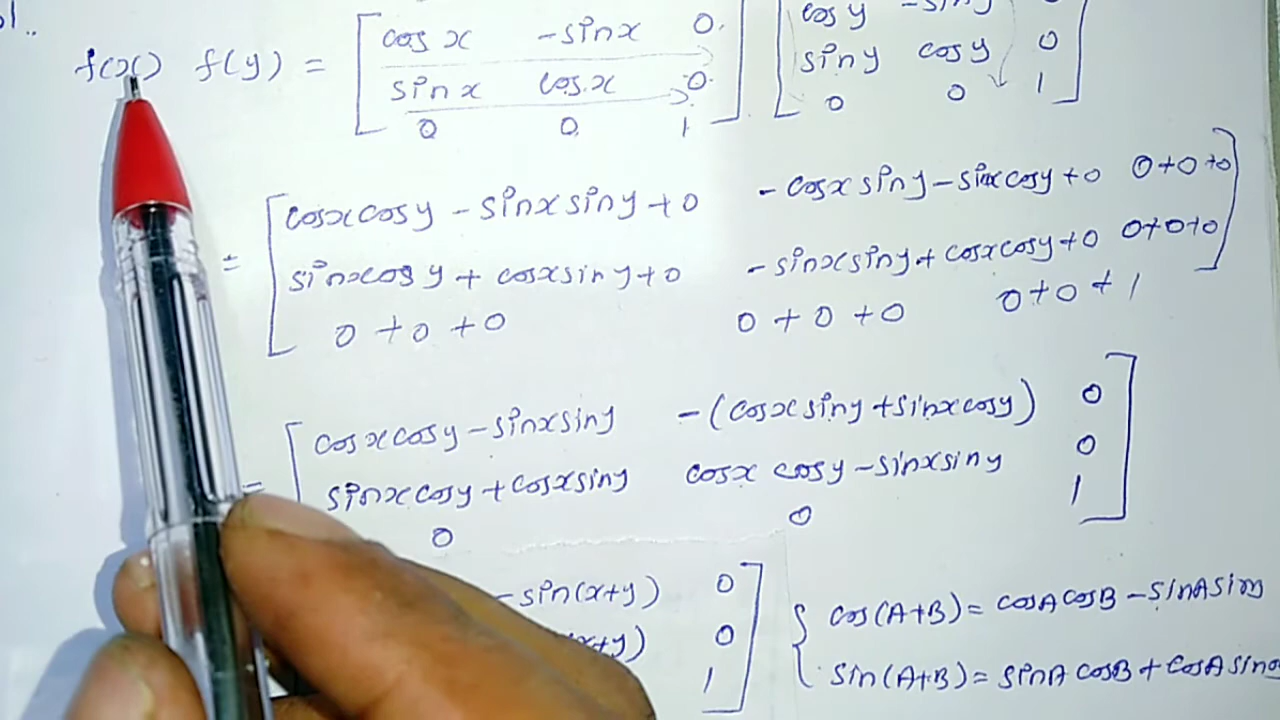 ol..
f(x) f(y) = [ cos x -sin x 0. ] [ cos y -sin y
sin x cos x 0. sin y cos y 0
0 0. 1 0 0 1 ]
= [ cosx cosy - sinx siny + 0 - cosx siny - sinx cosy + 0 0+0+0
sinx cosy + cosx siny + 0 - sinx siny + cosx cosy + 0 0+0+0 ]
0 + 0 + 0 0 + 0 + 0 0 + 0 + 1
= [ cosx cosy - sinx siny - (cosx siny + sinx cosy) 0
sinx cosy + cosx siny cosx cosy - sinx siny 0
0 0 1 ]
- sin(x+y) 0 ] { cos(A+B) = cosA cosB - sinA sin
x+y) 0
1 sin(A+B) = sinA cosB + cosA sin